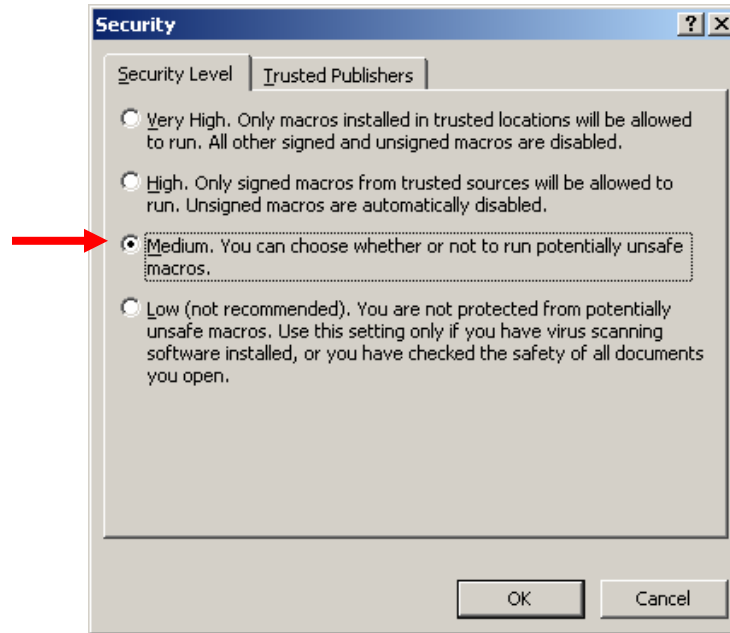 Security
Security Level
Trusted Publishers
Very High. Only macros installed in trusted locations will be allowed
to run. All other signed and unsigned macros are disabled.
High. Only signed macros from trusted sources will be allowed to
run. Unsigned macros are automatically disabled.
Medium. You can choose whether or not to run potentially unsafe
macros.
Low (not recommended). You are not protected from potentially
unsafe macros. Use this setting only if you have virus scanning
software installed, or you have checked the safety of all documents
you open.
OK
Cancel